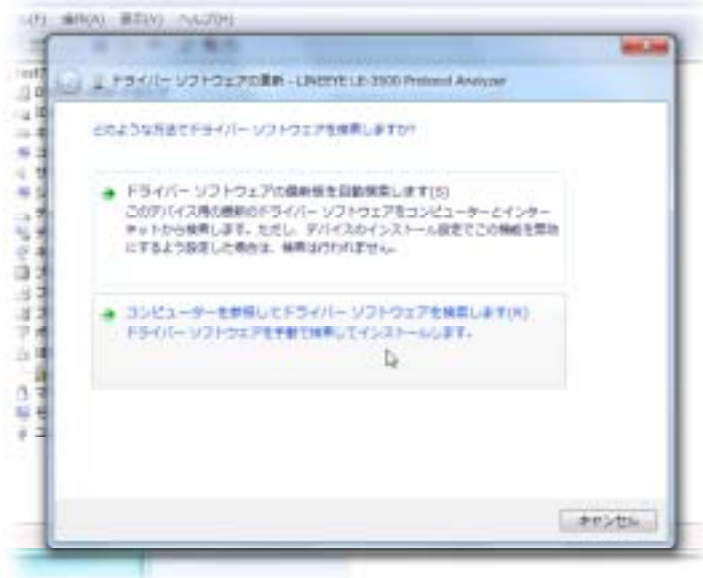 操作(A) 表示(V) ヘルプ(H)
ドライバー ソフトウェアの更新 - LINEEYE LE-3500 Protocol Analyzer
どのような方法でドライバー ソフトウェアを検索しますか?
ドライバー ソフトウェアの最新版を自動検索します(S)
このデバイス用の最新のドライバー ソフトウェアをコンピューターとインター
ネットから検索します。ただし、デバイスのインストール設定でこの機能を無効
にするよう設定した場合は、検索は行われません。
コンピューターを参照してドライバー ソフトウェアを検索します(R)
ドライバー ソフトウェアを手動で検索してインストールします。
キャンセル